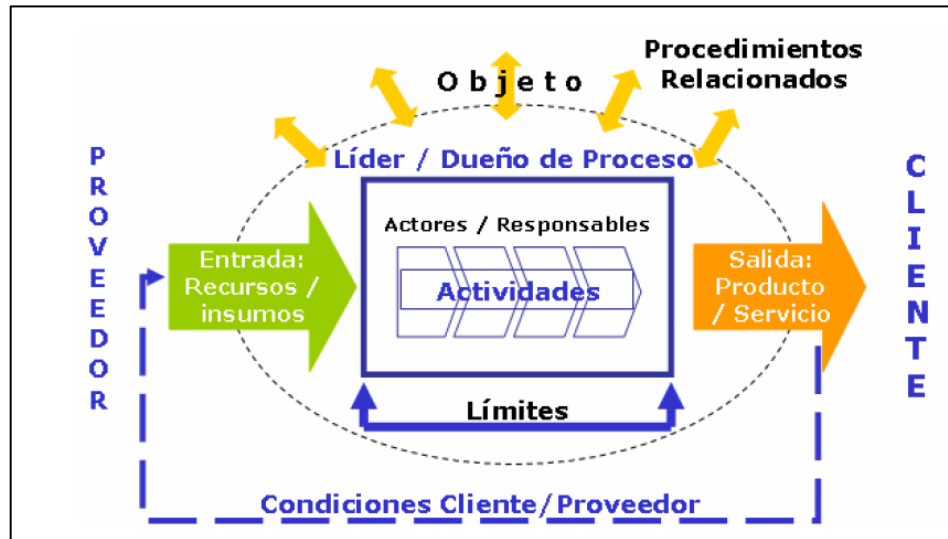 Procedimientos
Relacionados
O b j e t o
PROVEEDOR
Líder / Dueño de Proceso
CLIENTE
Actores / Responsables
Entrada:
Recursos /
insumos
Actividades
Salida:
Producto
/ Servicio
Límites
Condiciones Cliente/Proveedor